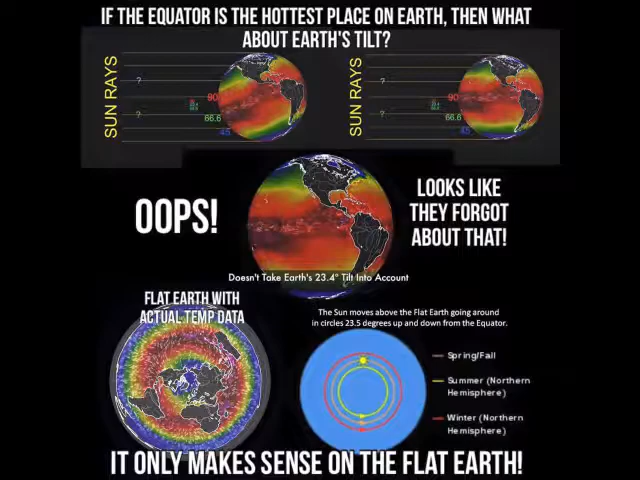 IF THE EQUATOR IS THE HOTTEST PLACE ON EARTH, THEN WHAT
ABOUT EARTH'S TILT?
SUN RAYS
?
?
90
66.6
45
SUN RAYS
?
?
90
66.6
45
OOPS!
LOOKS LIKE
THEY FORGOT
ABOUT THAT!
Doesn't Take Earth's 23.4° Tilt Into Account
FLAT EARTH WITH
ACTUAL TEMP DATA
The Sun moves above the Flat Earth going around
in circles 23.5 degrees up and down from the Equator.
Spring/Fall
Summer (Northern
Hemisphere)
Winter (Northern
Hemisphere)
IT ONLY MAKES SENSE ON THE FLAT EARTH!